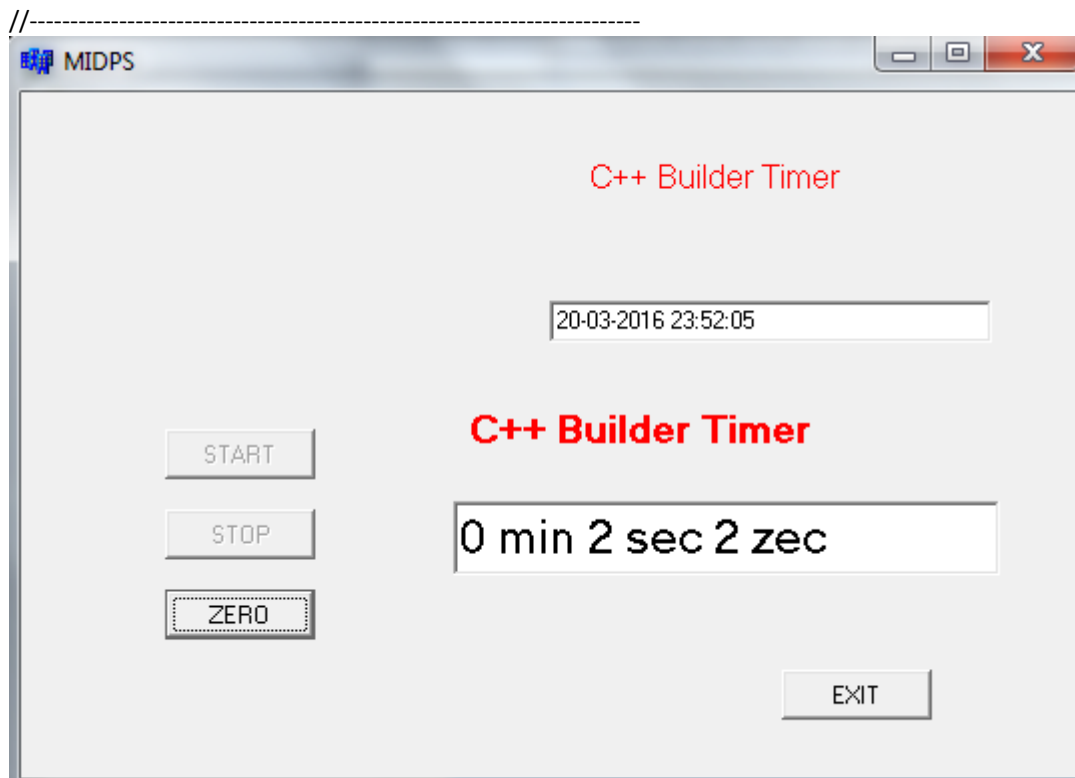 //---------------------------------------------------------------------------
MIDPS
C++ Builder Timer
20-03-2016 23:52:05
C++ Builder Timer
START
0 min 2 sec 2 zec
STOP
ZERO
EXIT